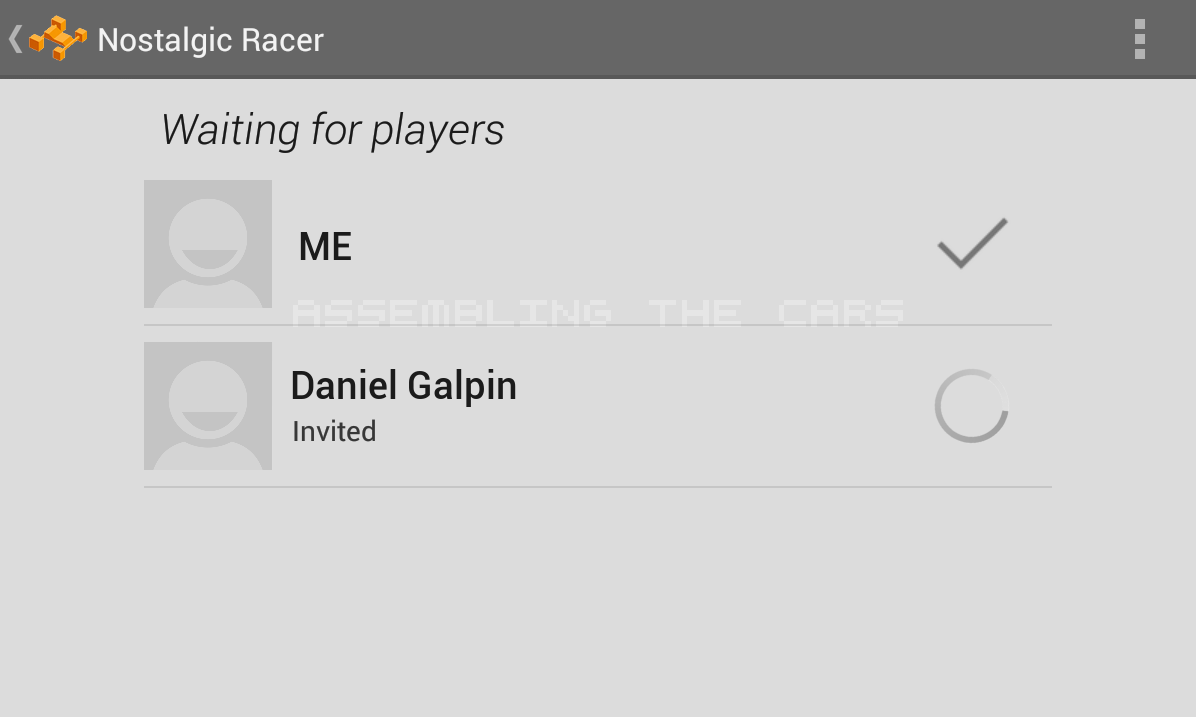 Nostalgic Racer
Waiting for players
ME
ASSEMBLING THE CARS
Daniel Galpin
Invited